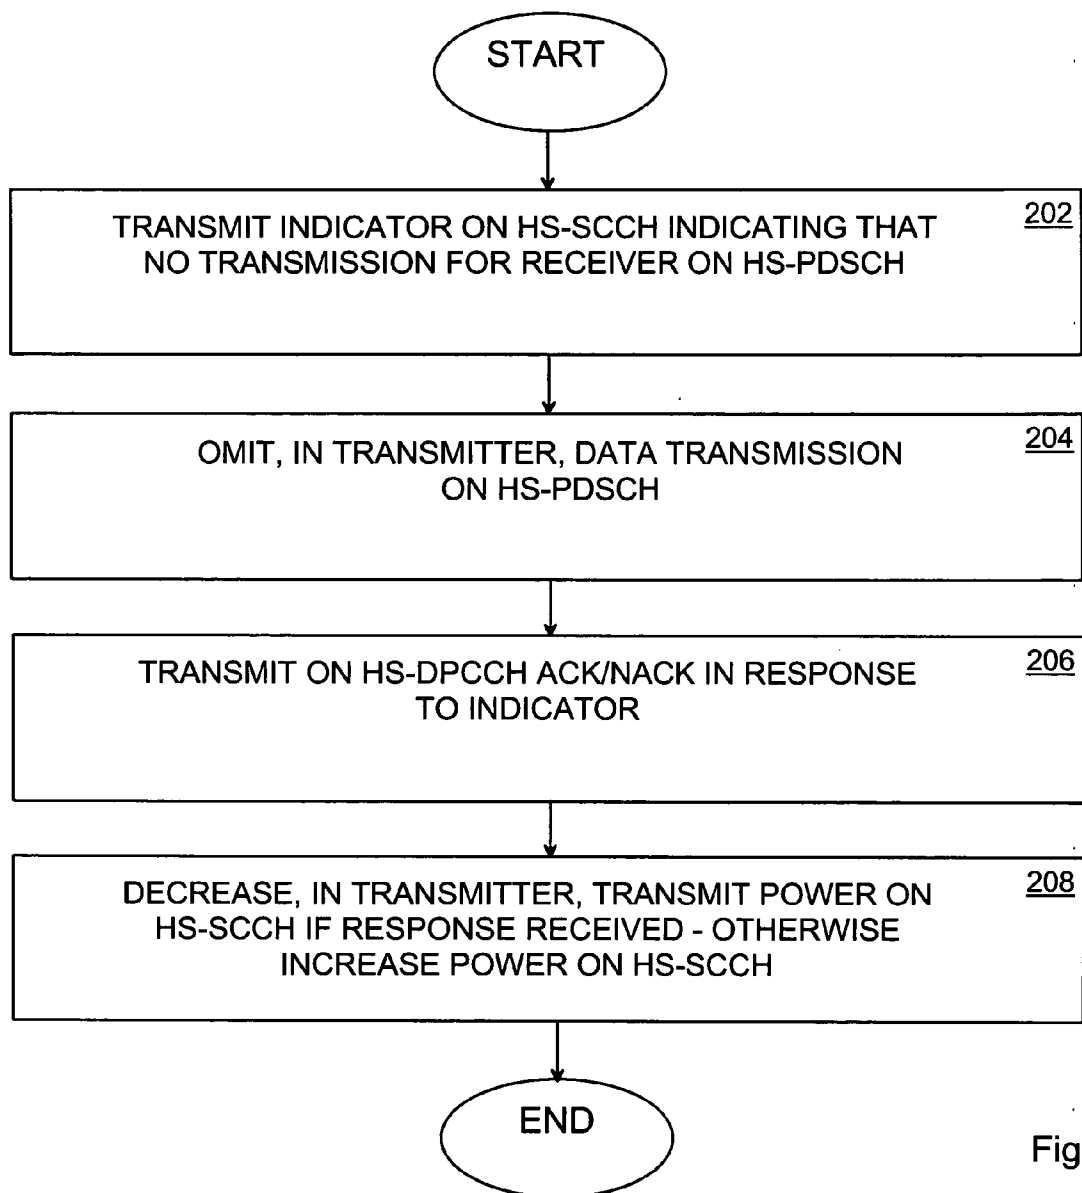 START
202
TRANSMIT INDICATOR ON HS-SCCH INDICATING THAT
NO TRANSMISSION FOR RECEIVER ON HS-PDSCH
204
OMIT, IN TRANSMITTER, DATA TRANSMISSION
ON HS-PDSCH
206
TRANSMIT ON HS-DPCCH ACK/NACK IN RESPONSE
TO INDICATOR
208
DECREASE, IN TRANSMITTER, TRANSMIT POWER ON
HS-SCCH IF RESPONSE RECEIVED - OTHERWISE
INCREASE POWER ON HS-SCCH
END
Fig